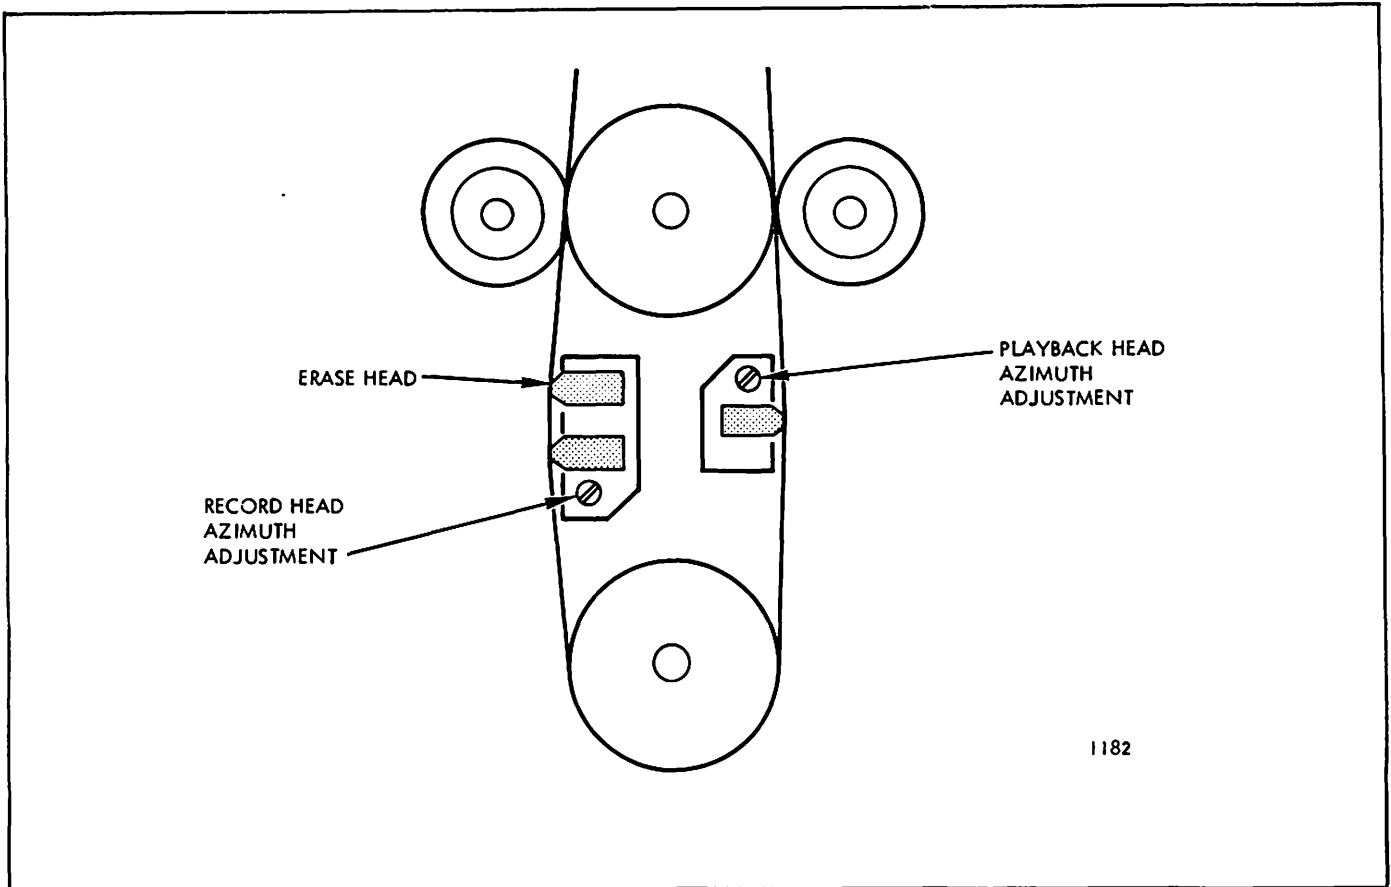 ERASE HEAD
PLAYBACK HEAD
AZIMUTH
ADJUSTMENT
RECORD HEAD
AZIMUTH
ADJUSTMENT
1182